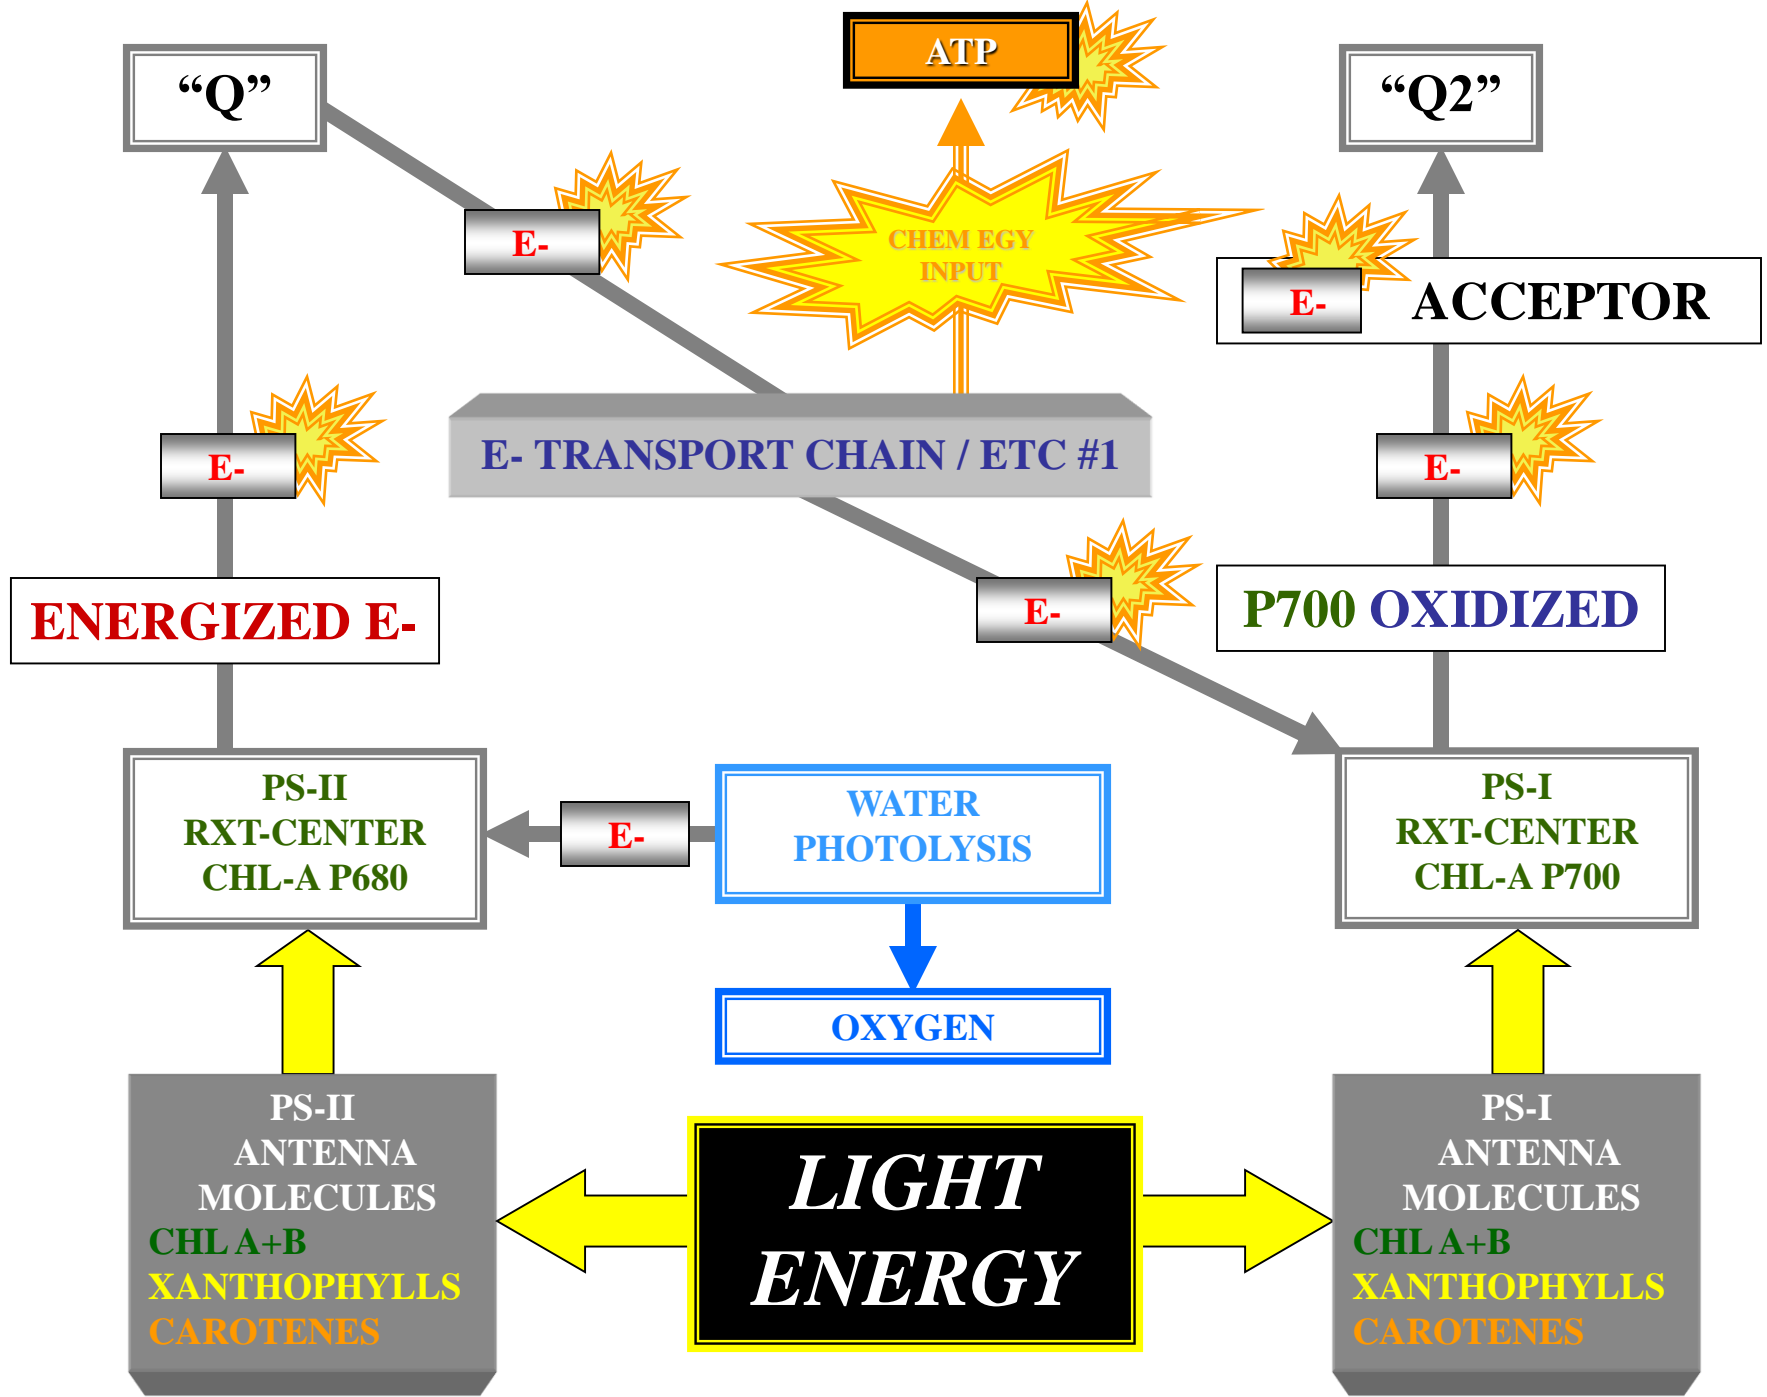 ATP
“Q”
“Q2”
E-
CHEM EGY
INPUT
E-
ACCEPTOR
E- TRANSPORT CHAIN / ETC #1
E-
E-
ENERGIZED E-
E-
P700 OXIDIZED
PS-II
RXT-CENTER
CHL-A P680
E-
WATER
PHOTOLYSIS
PS-I
RXT-CENTER
CHL-A P700
OXYGEN
PS-II
ANTENNA
MOLECULES
CHL A+B
XANTHOPHYLLS
CAROTENES
LIGHT
ENERGY
PS-I
ANTENNA
MOLECULES
CHL A+B
XANTHOPHYLLS
CAROTENES